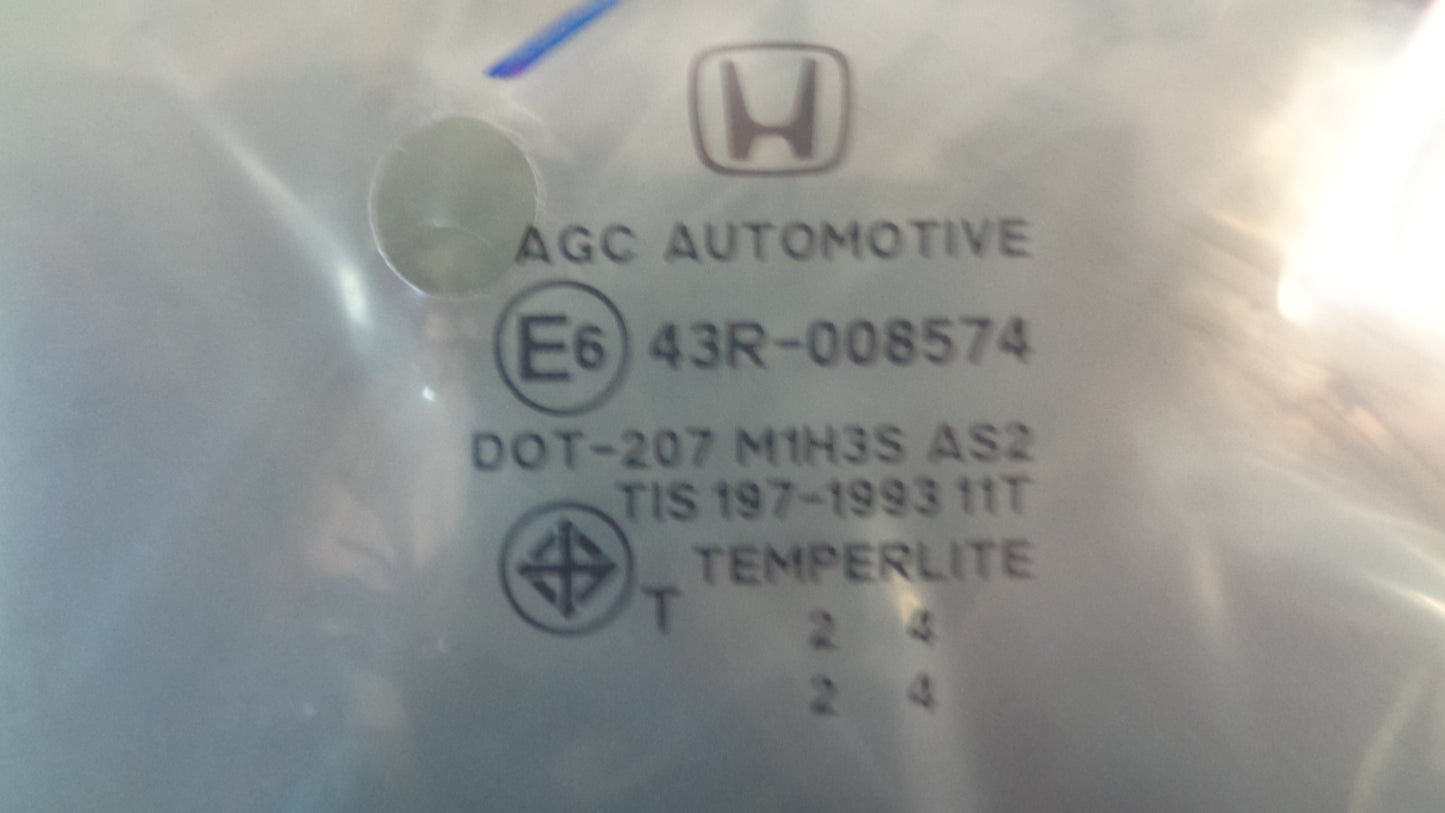 AGC AUTOMOTIVE
E6 43R-008574
DOT-207 M1H3S AS2
TIS 197-1993 11T
TEMPERLITE
T
2 4
2 4